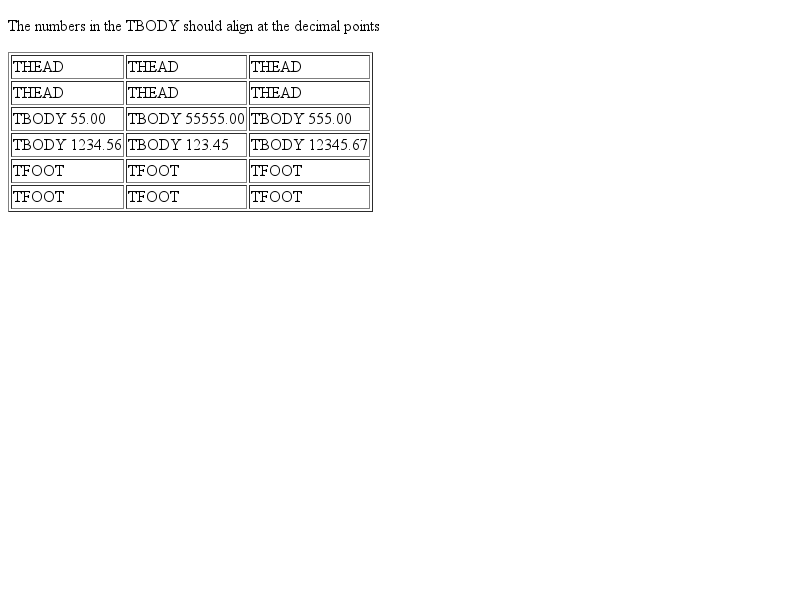 The numbers in the TBODY should align at the decimal points
THEAD THEAD THEAD
THEAD THEAD THEAD
TBODY 55.00 TBODY 55555.00 TBODY 555.00
TBODY 1234.56 TBODY 123.45 TBODY 12345.67
TFOOT TFOOT TFOOT
TFOOT TFOOT TFOOT